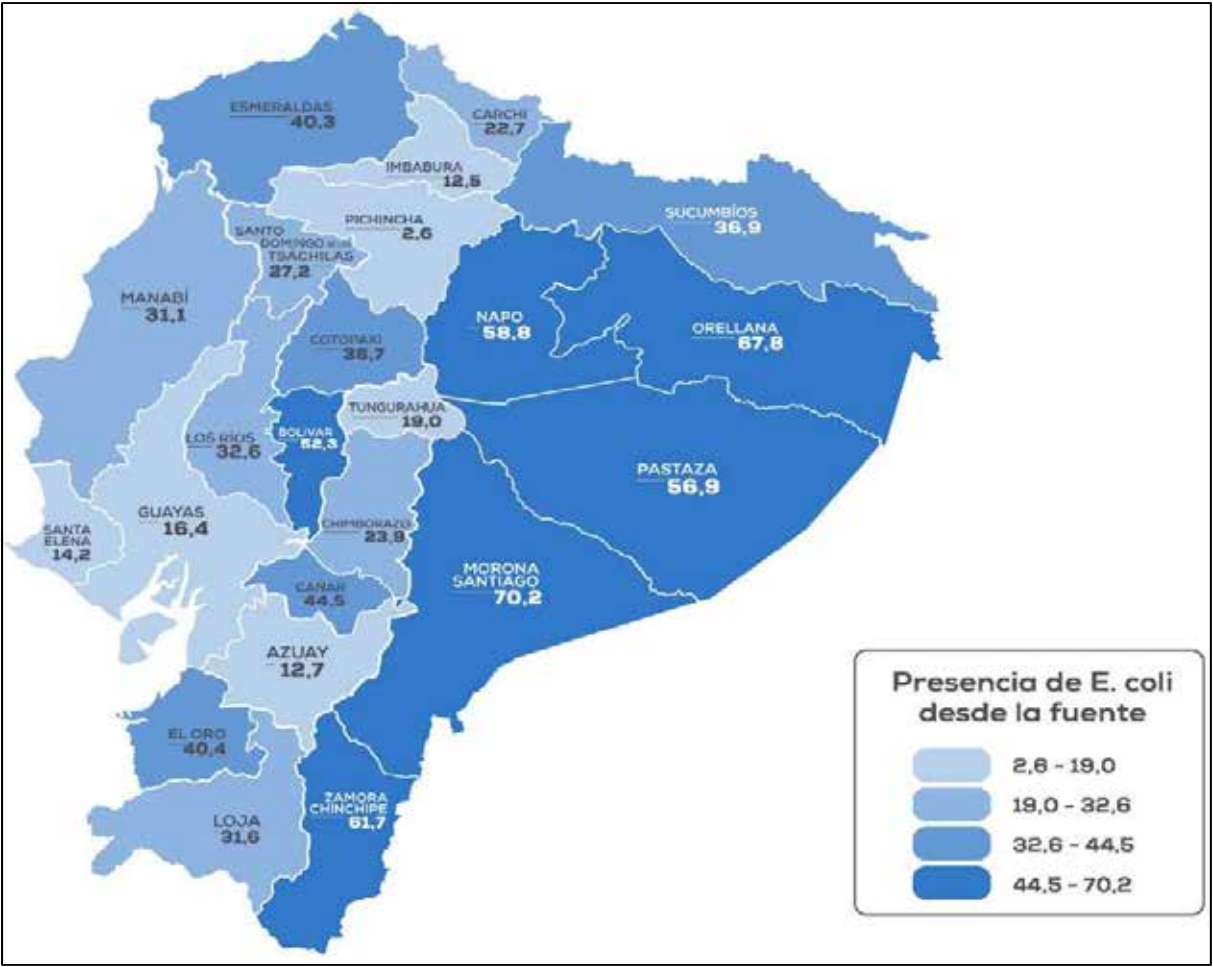 ESMERALDAS
40,3
CARCHI
22,7
IMBABURA
12,5
PICHINCHA
2,6
SUCUMBÍOS
36,9
SANTO
DOMINGO DE LOS
TSÁCHILAS
27,2
MANABÍ
31,1
NAPO
58,8
ORELLANA
67,8
COTOPAXI
36,7
TUNGURAHUA
19,0
BOLÍVAR
52,3
LOS RÍOS
32,6
PASTAZA
56,9
GUAYAS
16,4
SANTA
ELENA
14,2
CHIMBORAZO
23,9
MORONA
SANTIAGO
70,2
CAÑAR
44,5
AZUAY
12,7
EL ORO
40,4
ZAMORA
CHINCHIPE
61,7
LOJA
31,6
Presencia de E. coli
desde la fuente
2,6 - 19,0
19,0 - 32,6
32,6 - 44,5
44,5 - 70,2